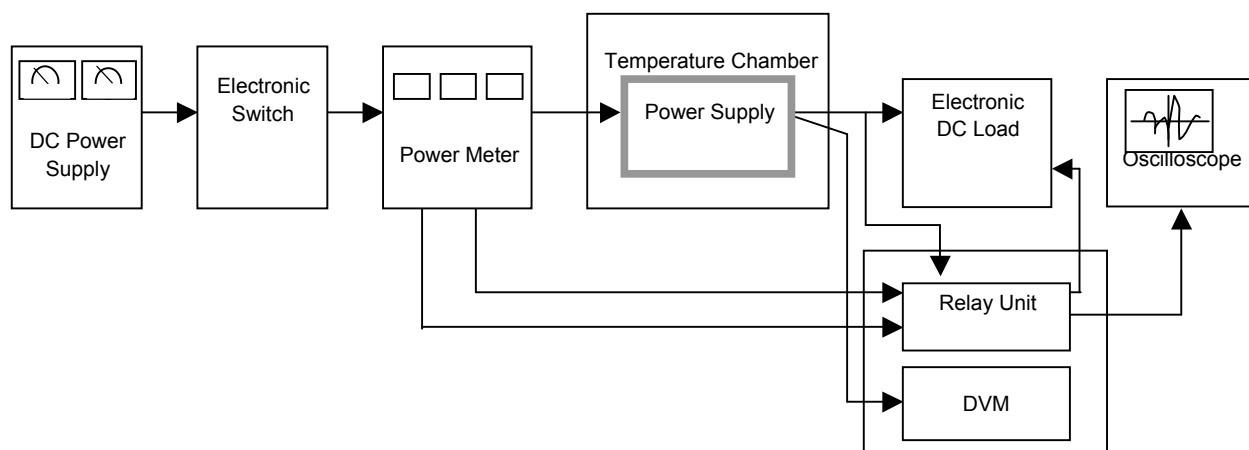 DC Power
Supply
Electronic
Switch
Power Meter
Temperature Chamber
Power Supply
Electronic
DC Load
Oscilloscope
Relay Unit
DVM